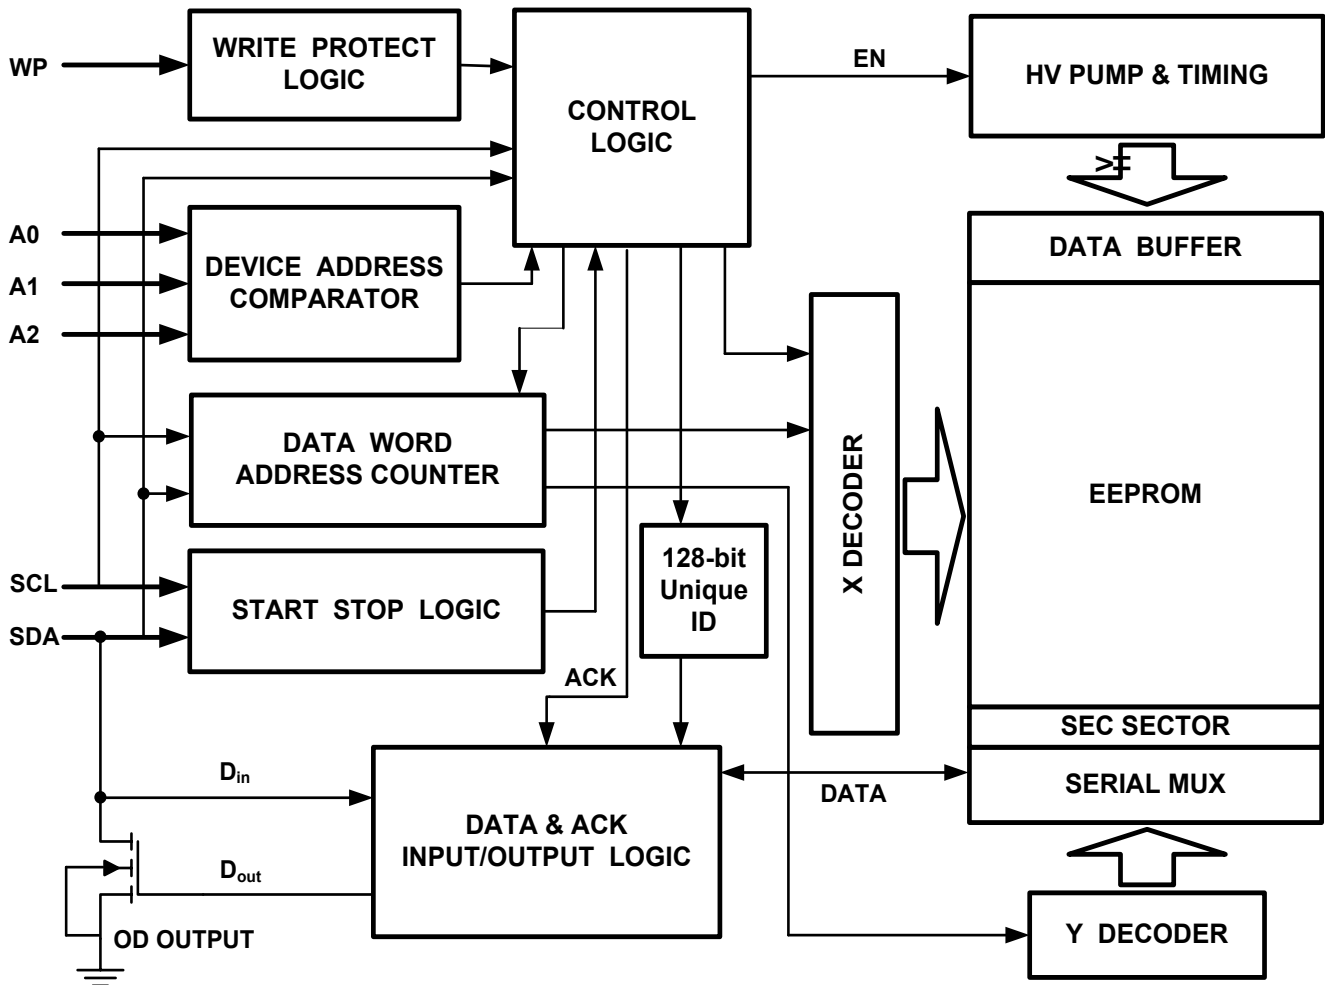 WP
WRITE PROTECT
LOGIC
CONTROL
LOGIC
EN
HV PUMP & TIMING
A0
A1
A2
DEVICE ADDRESS
COMPARATOR
DATA BUFFER
DATA WORD
ADDRESS COUNTER
X DECODER
EEPROM
SCL
SDA
START STOP LOGIC
128-bit
Unique
ID
ACK
SEC SECTOR
SERIAL MUX
Din
DATA
DATA & ACK
INPUT/OUTPUT LOGIC
Dout
OD OUTPUT
Y DECODER